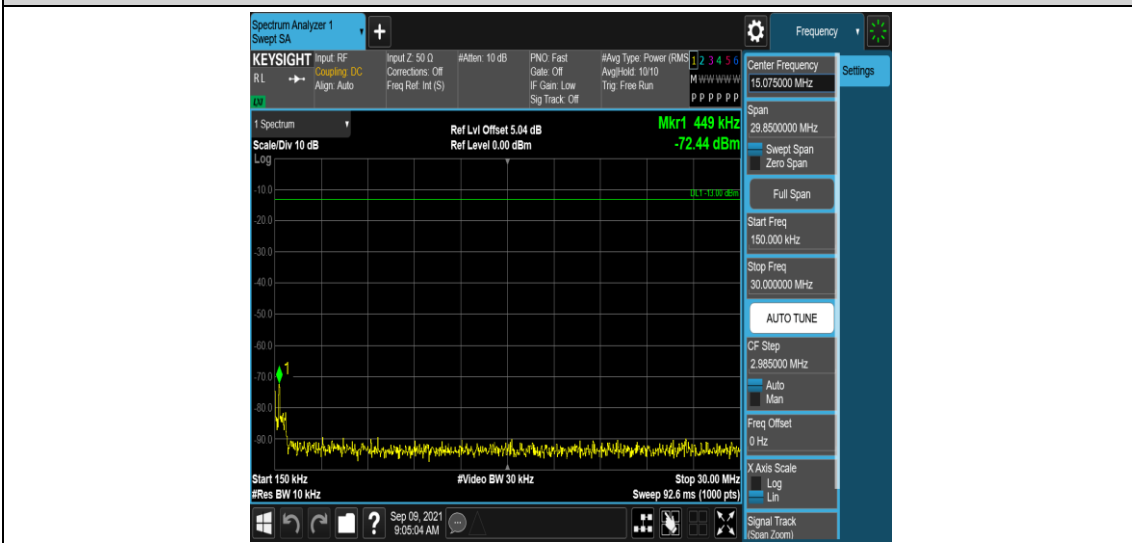 Spectrum Analyzer 1
Swept SA
+
Frequency
KEYSIGHT
RL
LV
Input: RF
Coupling: DC
Align: Auto
Input Z: 50 Ω
Corrections: Off
Freq Ref: Int (S)
#Atten: 10 dB
PNO: Fast
Gate: Off
IF Gain: Low
Sig Track: Off
#Avg Type: Power (RMS
Avg|Hold: 10/10
Trig: Free Run
1 2 3 4 5 6
M W W W W W
P P P P P P
1 Spectrum
Scale/Div 10 dB
Ref Lvl Offset 5.04 dB
Ref Level 0.00 dBm
Mkr1 449 kHz
-72.44 dBm
Log
DL1 -13.00 dBm
-10.0
-20.0
-30.0
-40.0
-50.0
-60.0
-70.0
-80.0
-90.0
1
Start 150 kHz
#Res BW 10 kHz
#Video BW 30 kHz
Stop 30.00 MHz
Sweep 92.6 ms (1000 pts)
?
Sep 09, 2021
9:05:04 AM
Center Frequency
15.075000 MHz
Settings
Span
29.8500000 MHz
Swept Span
Zero Span
Full Span
Start Freq
150.000 kHz
Stop Freq
30.000000 MHz
AUTO TUNE
CF Step
2.985000 MHz
Auto
Man
Freq Offset
0 Hz
X Axis Scale
Log
Lin
Signal Track
(Span Zoom)